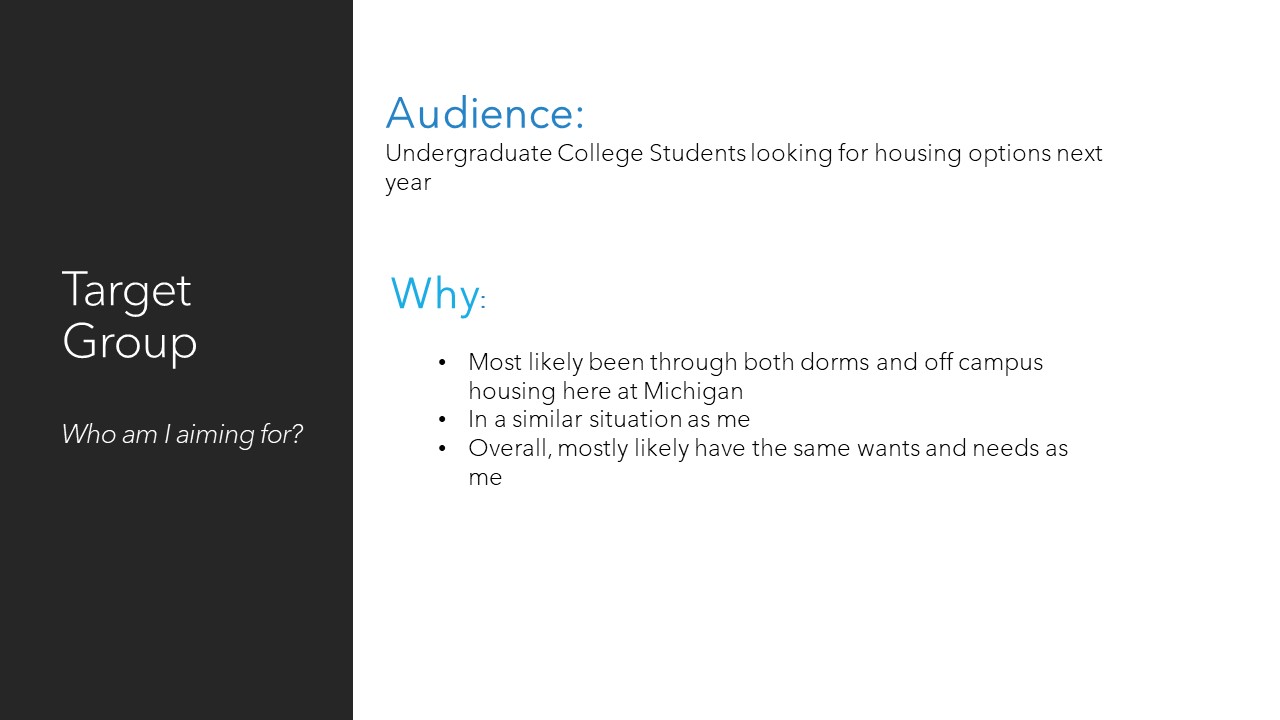 Target
Group
Who am I aiming for?
Audience:
Undergraduate College Students looking for housing options next
year
Why:
• Most likely been through both dorms and off campus
housing here at Michigan
• In a similar situation as me
• Overall, mostly likely have the same wants and needs as
me